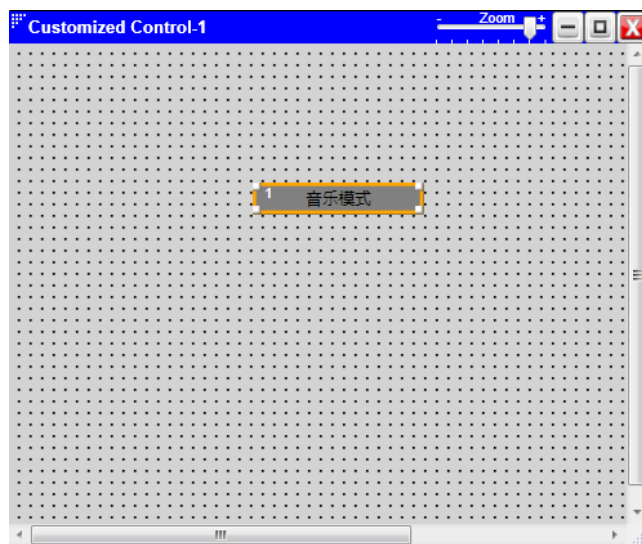 Customized Control-1
- Zoom +
1 音乐模式